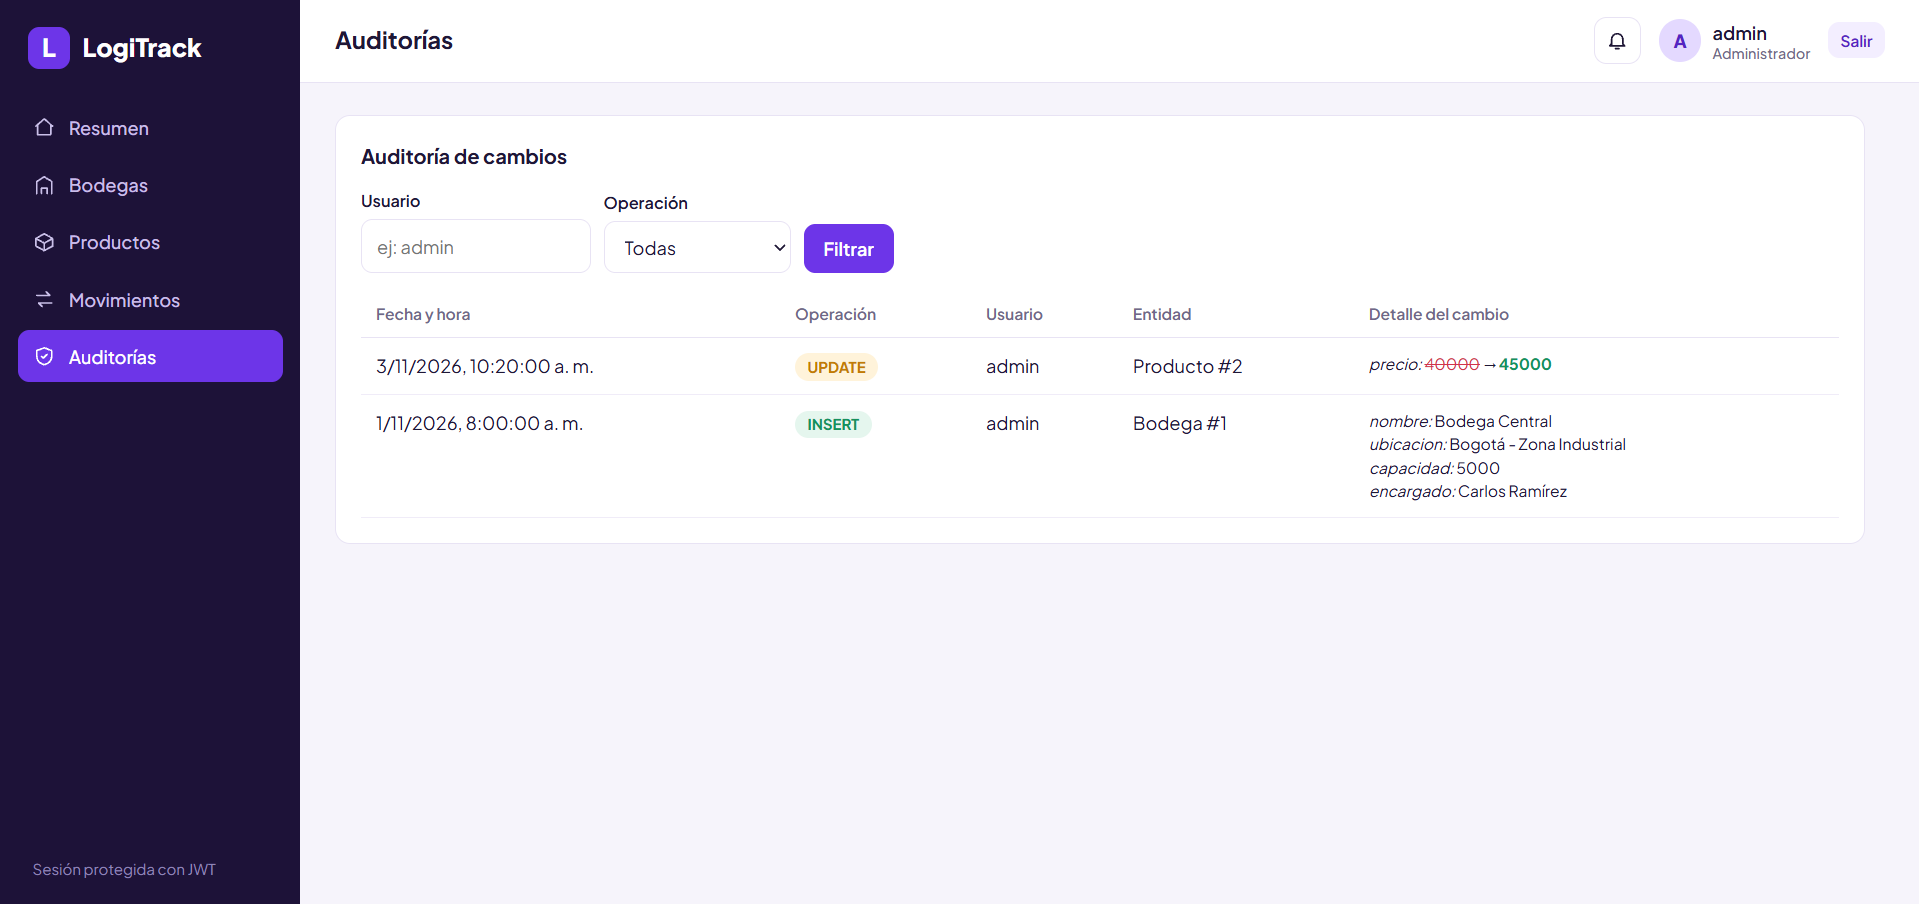 L LogiTrack
Resumen
Bodegas
Productos
Movimientos
Auditorías
Sesión protegida con JWT
Auditorías
A
admin
Administrador
Salir
Auditoría de cambios
Usuario
ej: admin
Operación
Todas
Filtrar
Fecha y hora Operación Usuario Entidad Detalle del cambio
3/11/2026, 10:20:00 a. m. UPDATE admin Producto #2 precio: 40000 → 45000
1/11/2026, 8:00:00 a. m. INSERT admin Bodega #1 nombre: Bodega Central
ubicacion: Bogotá - Zona Industrial
capacidad: 5000
encargado: Carlos Ramírez